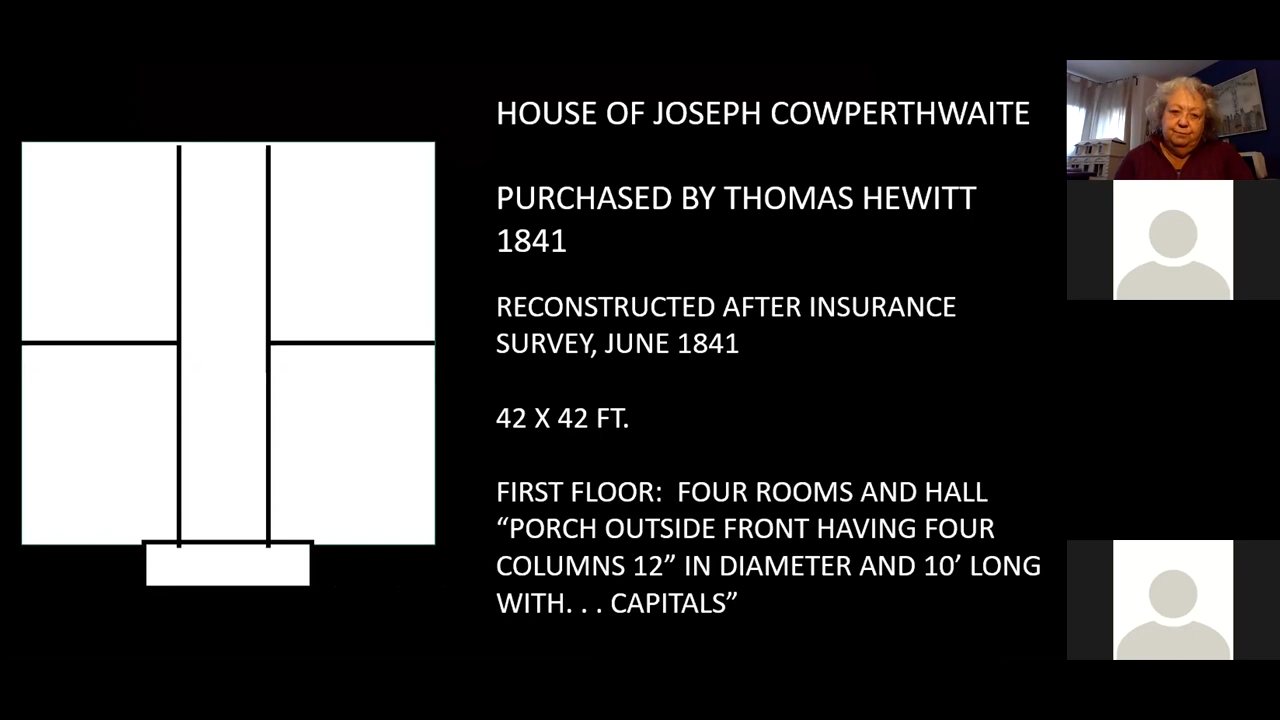 HOUSE OF JOSEPH COWPERTHWAITE
PURCHASED BY THOMAS HEWITT
1841
RECONSTRUCTED AFTER INSURANCE
SURVEY, JUNE 1841
42 X 42 FT.
FIRST FLOOR:  FOUR ROOMS AND HALL
“PORCH OUTSIDE FRONT HAVING FOUR
COLUMNS 12” IN DIAMETER AND 10’ LONG
WITH. . . CAPITALS”